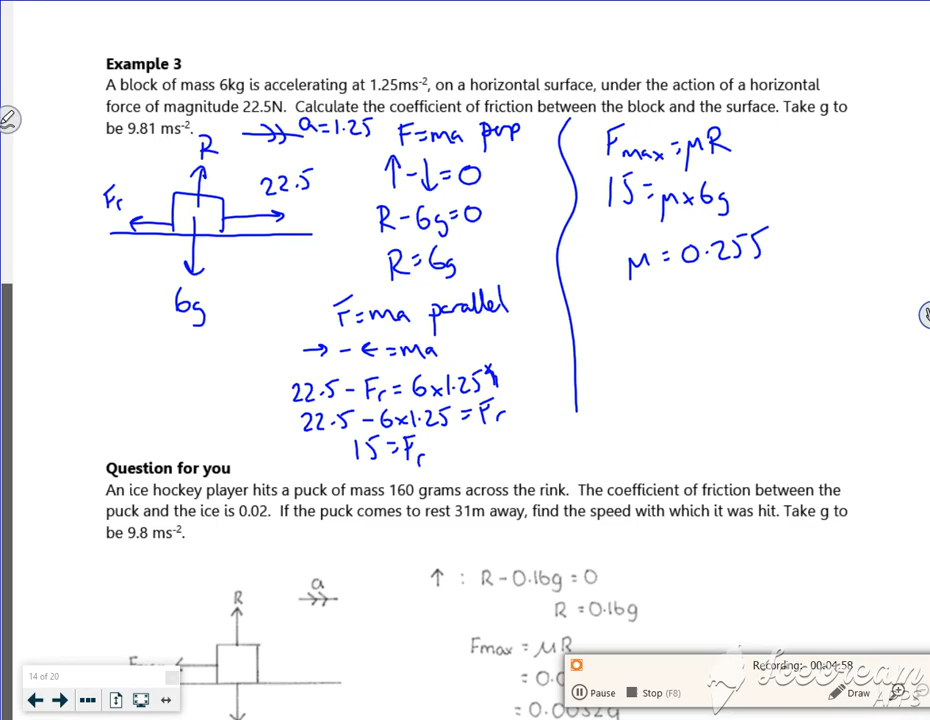 Example 3
A block of mass 6kg is accelerating at 1.25ms⁻², on a horizontal surface, under the action of a horizontal
force of magnitude 22.5N. Calculate the coefficient of friction between the block and the surface. Take g to
be 9.81 ms⁻².
a=1.25
R
Fr
22.5
6g
F=ma perp
↑-↓=0
R-6g=0
R=6g
F=ma parallel
→ - ← = ma
22.5 - Fr = 6×1.25
22.5 - 6×1.25 = Fr
15=Fr
Fmax=μR
15=μ×6g
μ=0.255
Question for you
An ice hockey player hits a puck of mass 160 grams across the rink. The coefficient of friction between the
puck and the ice is 0.02. If the puck comes to rest 31m away, find the speed with which it was hit. Take g to
be 9.8 ms⁻².
a
R
↑ : R-0.16g=0
R=0.16g
Fmax = μR
= 0.0
= 0.0032g
14 of 20
Recording:- 00:04:58
Pause
Stop (F8)
Draw
Icecream
APPS